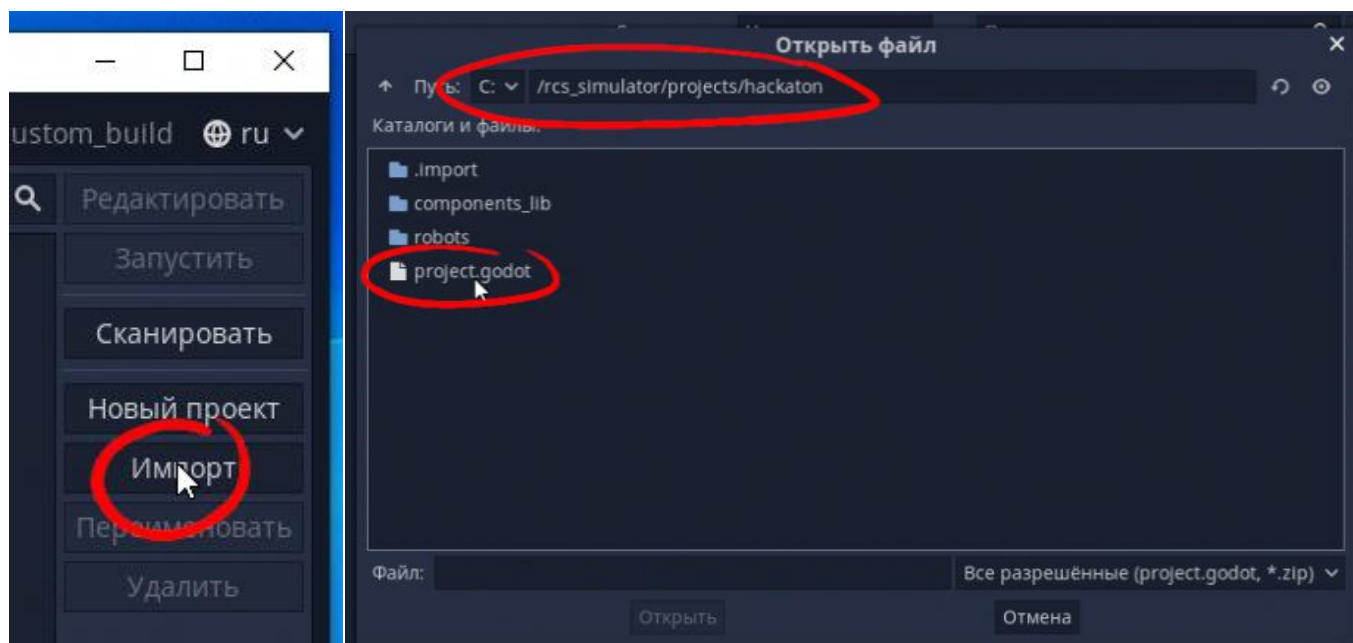 ustom_build ru
Редактировать
Запустить
Сканировать
Новый проект
Импорт
Переименовать
Удалить
Открыть файл
Путь: C: /rcs_simulator/projects/hackaton
Каталоги и файлы:
.import
components_lib
robots
project.godot
Файл: Все разрешённые (project.godot, *.zip)
Открыть Отмена